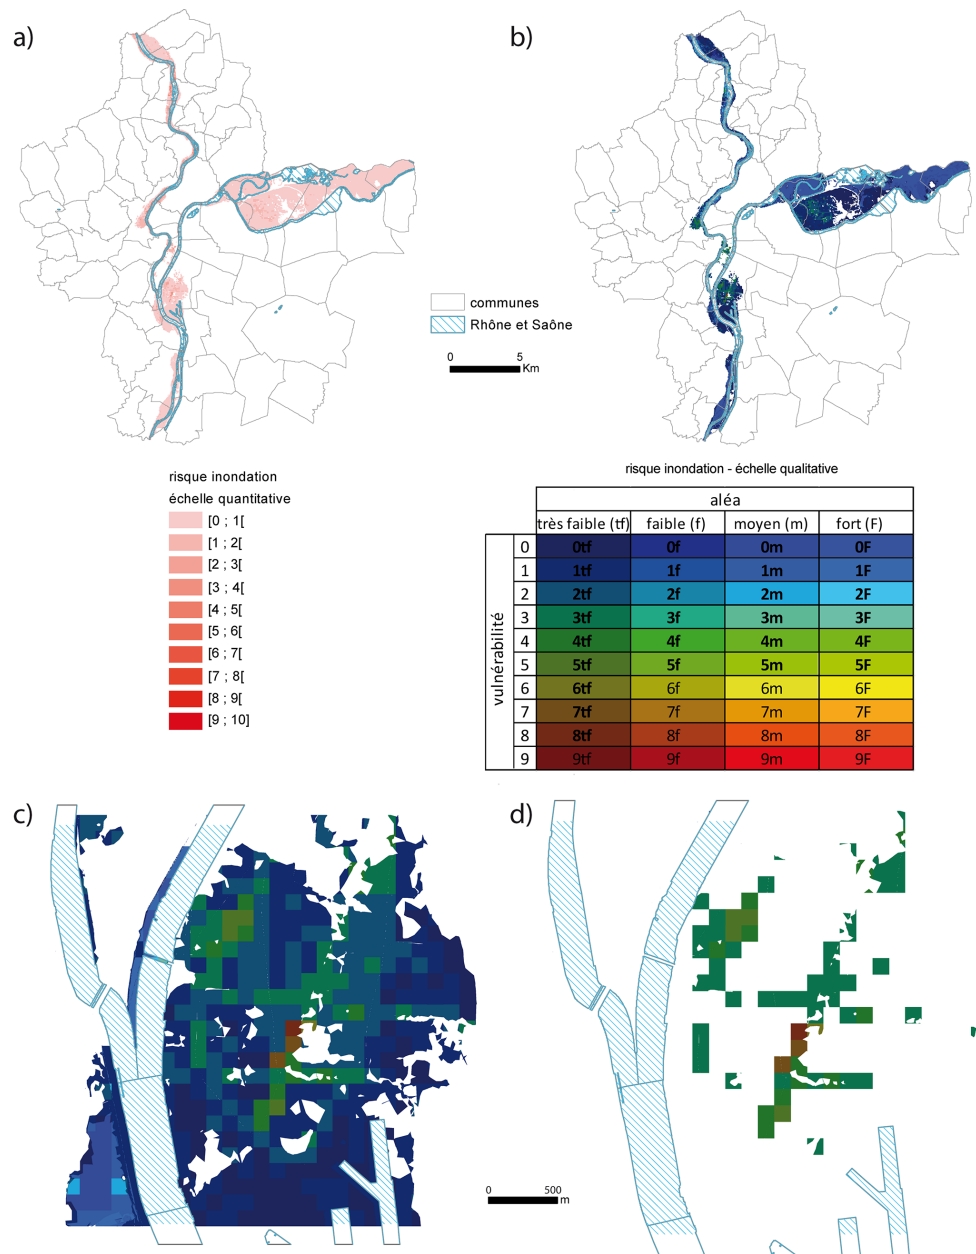 a)
b)
communes
Rhône et Saône
0 5
Km
risque inondation
échelle quantitative
[0 ; 1[
[1 ; 2[
[2 ; 3[
[3 ; 4[
[4 ; 5[
[5 ; 6[
[6 ; 7[
[7 ; 8[
[8 ; 9[
[9 ; 10]
risque inondation - échelle qualitative
aléa
très faible (tf) faible (f) moyen (m) fort (F)
vulnérabilité
0 0tf 0f 0m 0F
1 1tf 1f 1m 1F
2 2tf 2f 2m 2F
3 3tf 3f 3m 3F
4 4tf 4f 4m 4F
5 5tf 5f 5m 5F
6 6tf 6f 6m 6F
7 7tf 7f 7m 7F
8 8tf 8f 8m 8F
9 9tf 9f 9m 9F
c)
d)
0 500
m